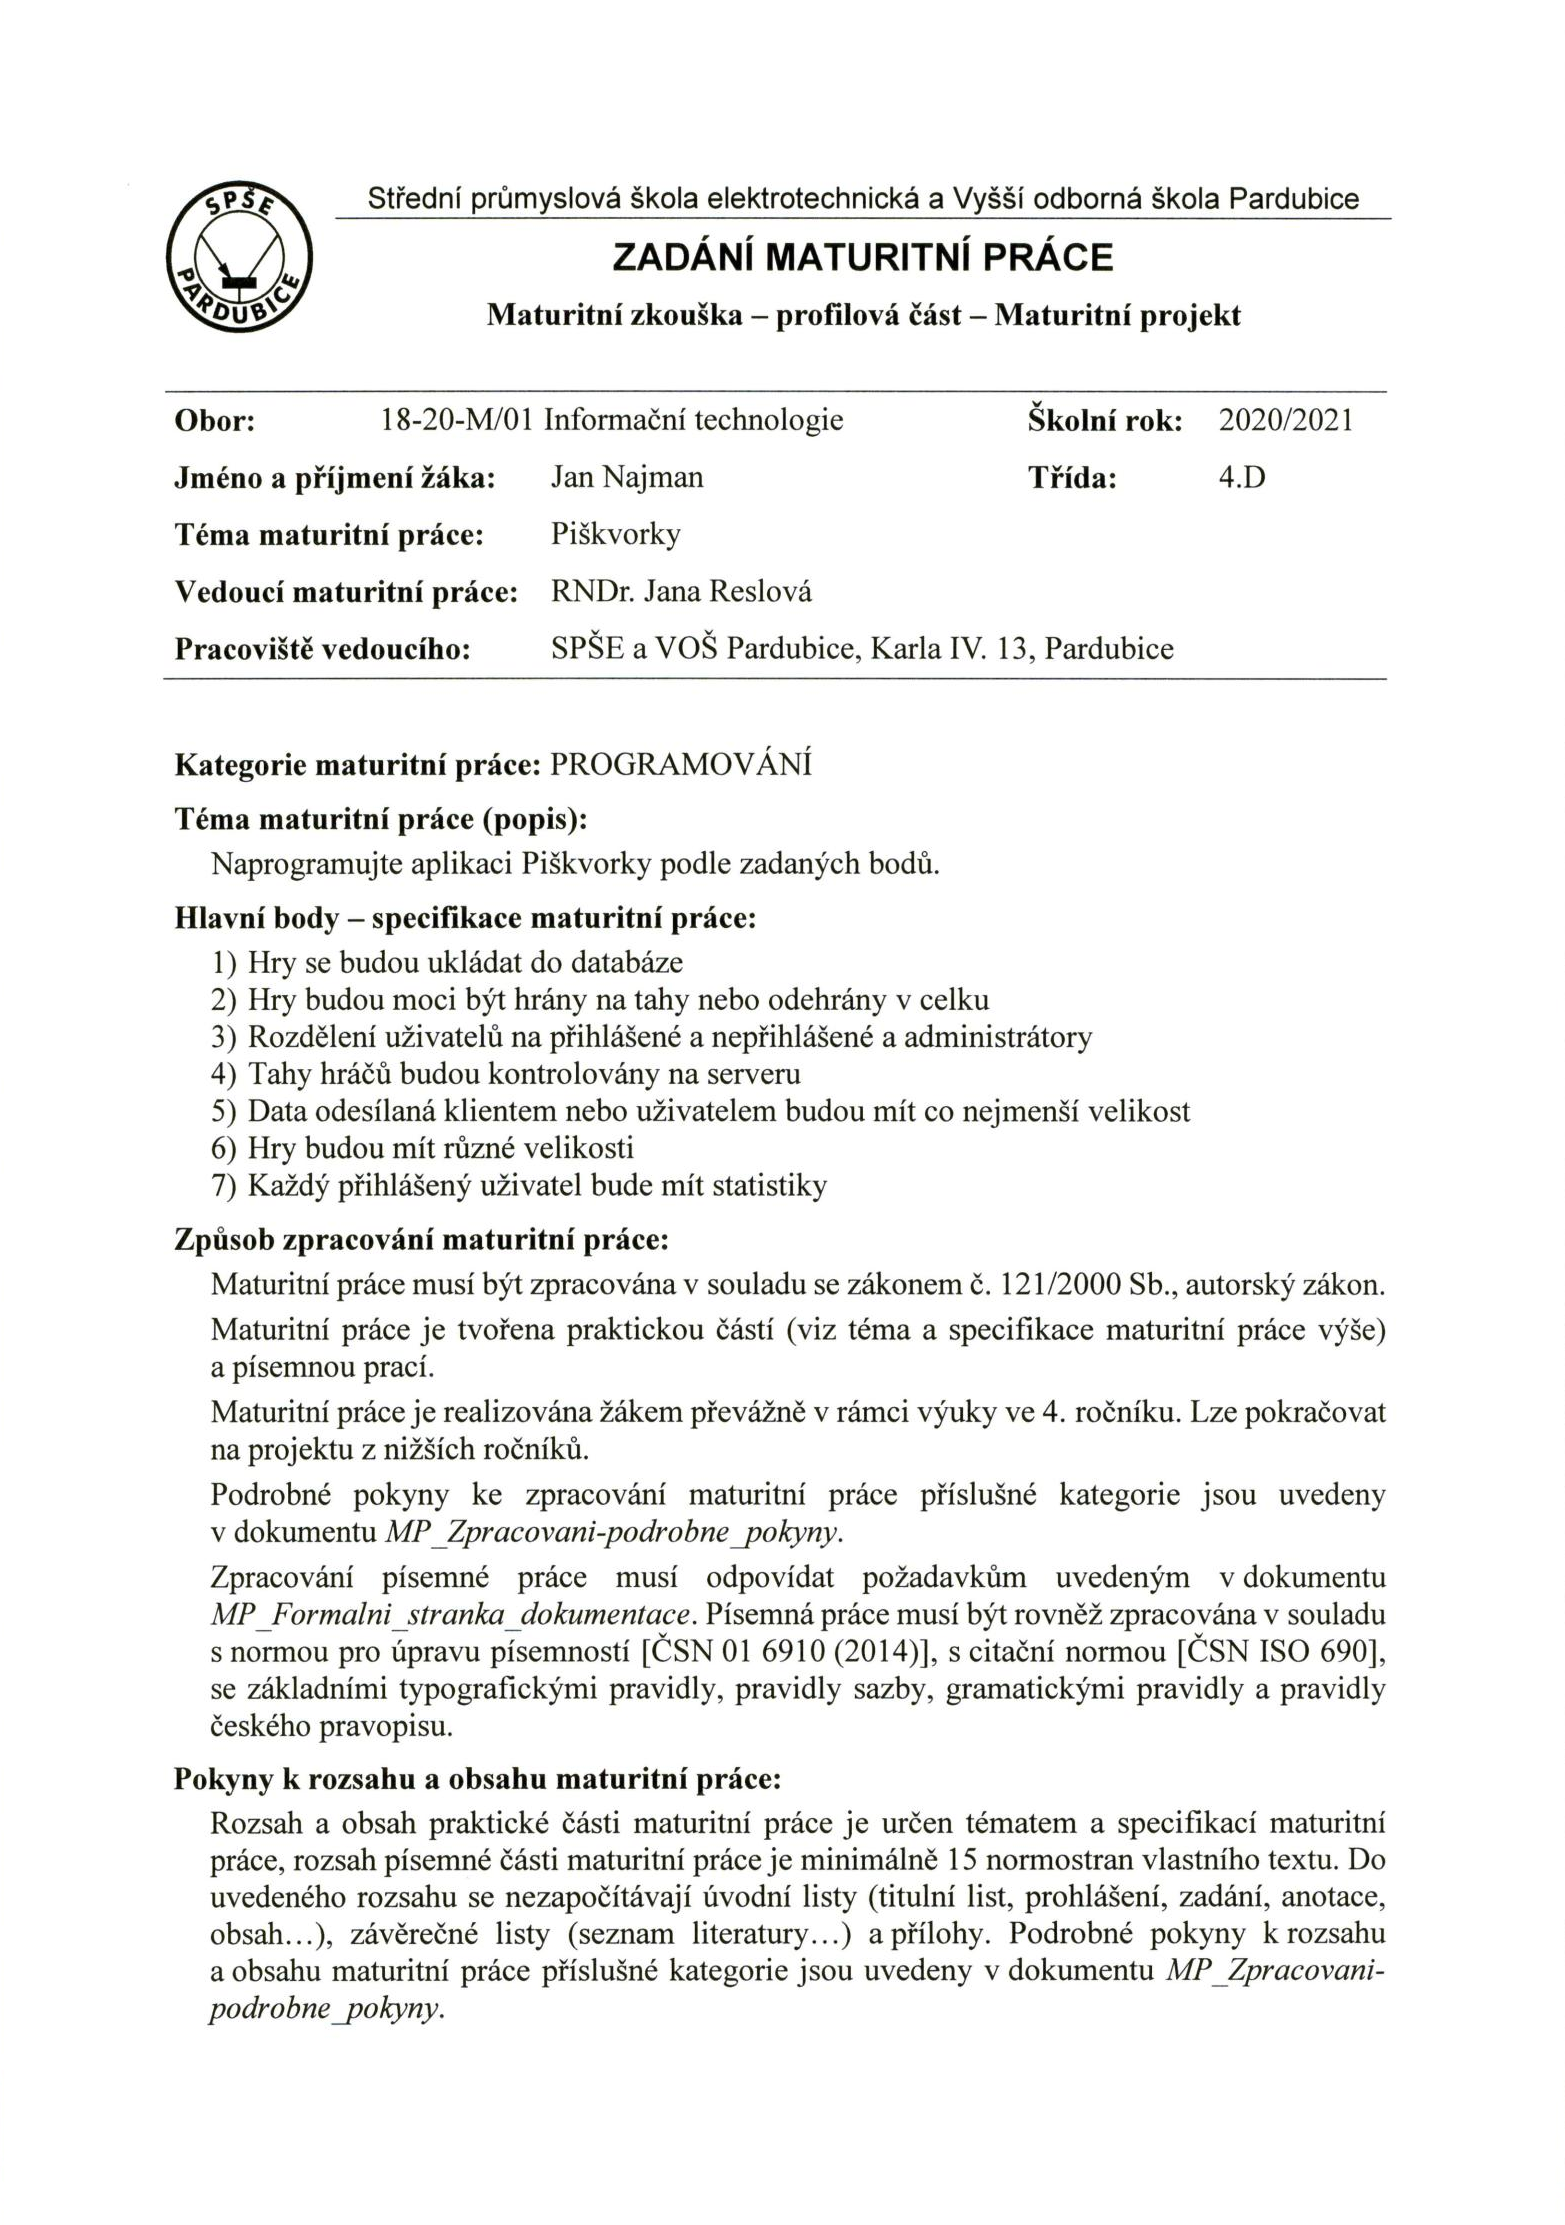 SPŠE
PARDUBICE
Střední průmyslová škola elektrotechnická a Vyšší odborná škola Pardubice
ZADÁNÍ MATURITNÍ PRÁCE
Maturitní zkouška – profilová část – Maturitní projekt
Obor: 18-20-M/01 Informační technologie Školní rok: 2020/2021
Jméno a příjmení žáka: Jan Najman Třída: 4.D
Téma maturitní práce: Piškvorky
Vedoucí maturitní práce: RNDr. Jana Reslová
Pracoviště vedoucího: SPŠE a VOŠ Pardubice, Karla IV. 13, Pardubice
Kategorie maturitní práce: PROGRAMOVÁNÍ
Téma maturitní práce (popis):
Naprogramujte aplikaci Piškvorky podle zadaných bodů.
Hlavní body – specifikace maturitní práce:
1) Hry se budou ukládat do databáze
2) Hry budou moci být hrány na tahy nebo odehrány v celku
3) Rozdělení uživatelů na přihlášené a nepřihlášené a administrátory
4) Tahy hráčů budou kontrolovány na serveru
5) Data odesílaná klientem nebo uživatelem budou mít co nejmenší velikost
6) Hry budou mít různé velikosti
7) Každý přihlášený uživatel bude mít statistiky
Způsob zpracování maturitní práce:
Maturitní práce musí být zpracována v souladu se zákonem č. 121/2000 Sb., autorský zákon.
Maturitní práce je tvořena praktickou částí (viz téma a specifikace maturitní práce výše)
a písemnou prací.
Maturitní práce je realizována žákem převážně v rámci výuky ve 4. ročníku. Lze pokračovat
na projektu z nižších ročníků.
Podrobné pokyny ke zpracování maturitní práce příslušné kategorie jsou uvedeny
v dokumentu MP_Zpracovani-podrobne_pokyny.
Zpracování písemné práce musí odpovídat požadavkům uvedeným v dokumentu
MP_Formalni_stranka_dokumentace. Písemná práce musí být rovněž zpracována v souladu
s normou pro úpravu písemností [ČSN 01 6910 (2014)], s citační normou [ČSN ISO 690],
se základními typografickými pravidly, pravidly sazby, gramatickými pravidly a pravidly
českého pravopisu.
Pokyny k rozsahu a obsahu maturitní práce:
Rozsah a obsah praktické části maturitní práce je určen tématem a specifikací maturitní
práce, rozsah písemné části maturitní práce je minimálně 15 normostran vlastního textu. Do
uvedeného rozsahu se nezapočítávají úvodní listy (titulní list, prohlášení, zadání, anotace,
obsah…), závěrečné listy (seznam literatury…) a přílohy. Podrobné pokyny k rozsahu
a obsahu maturitní práce příslušné kategorie jsou uvedeny v dokumentu MP_Zpracovani-
podrobne_pokyny.